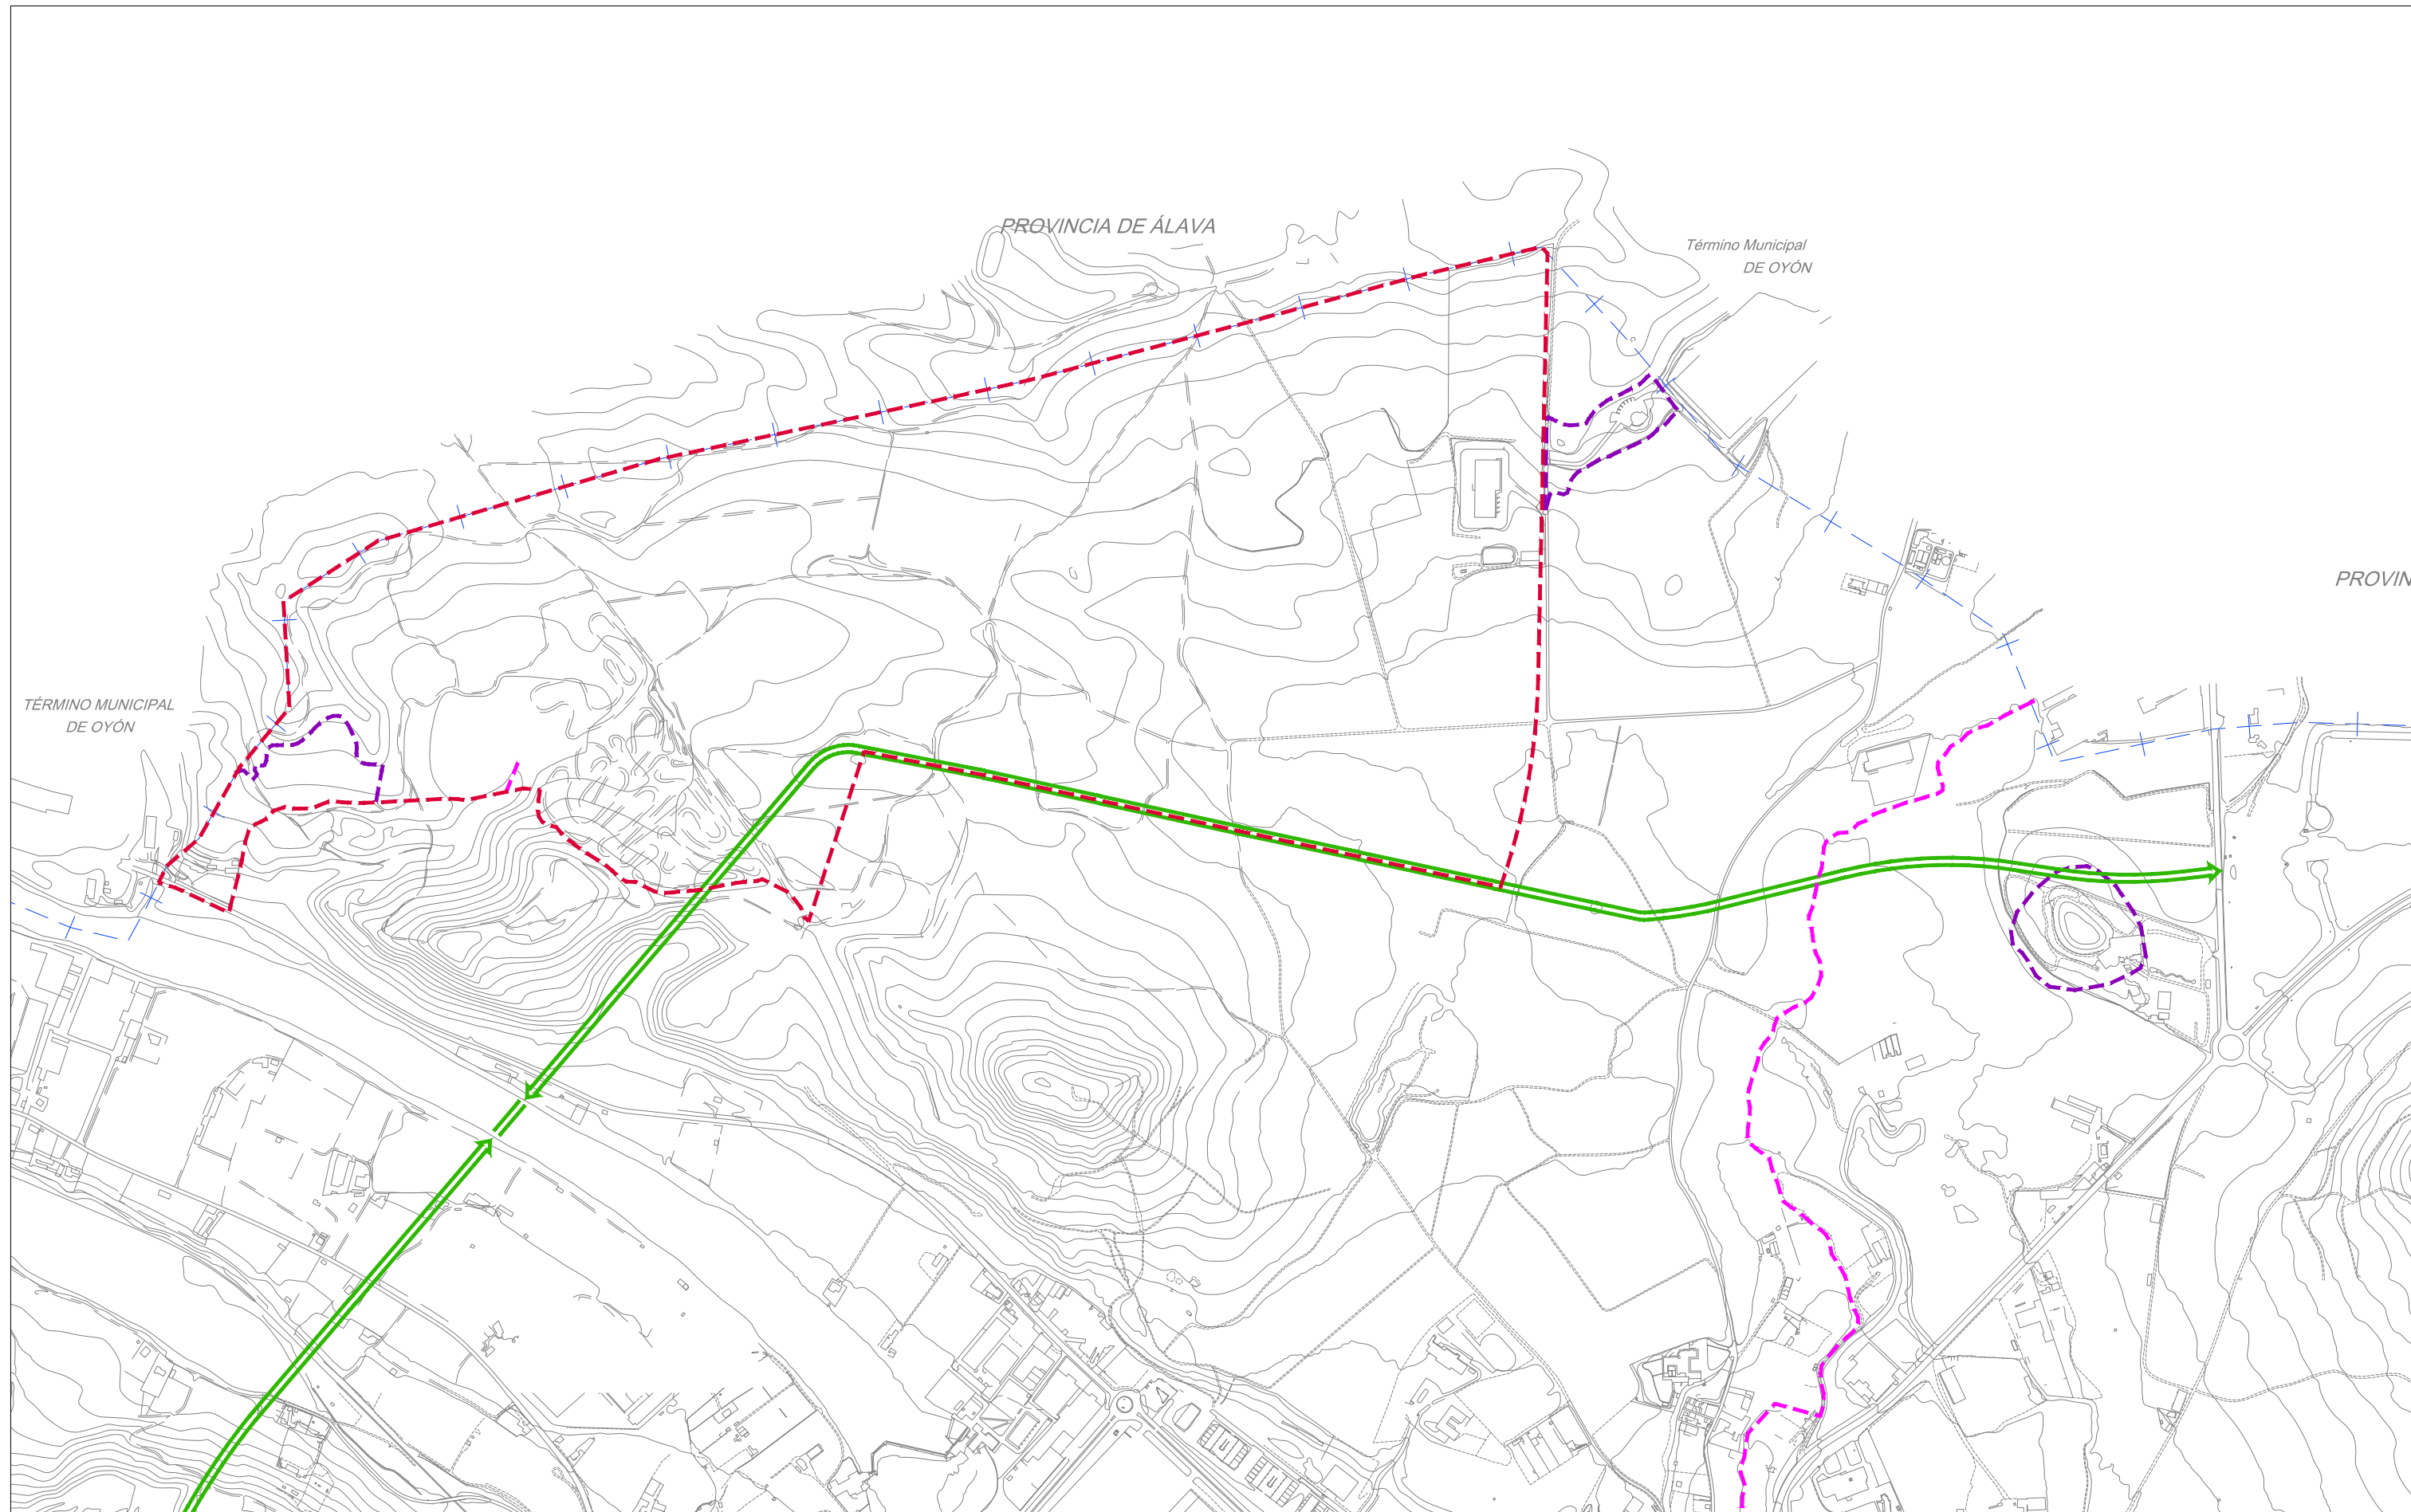 PROVINCIA DE ÁLAVA
Término Municipal
DE OYÓN
PROVIN
TÉRMINO MUNICIPAL
DE OYÓN